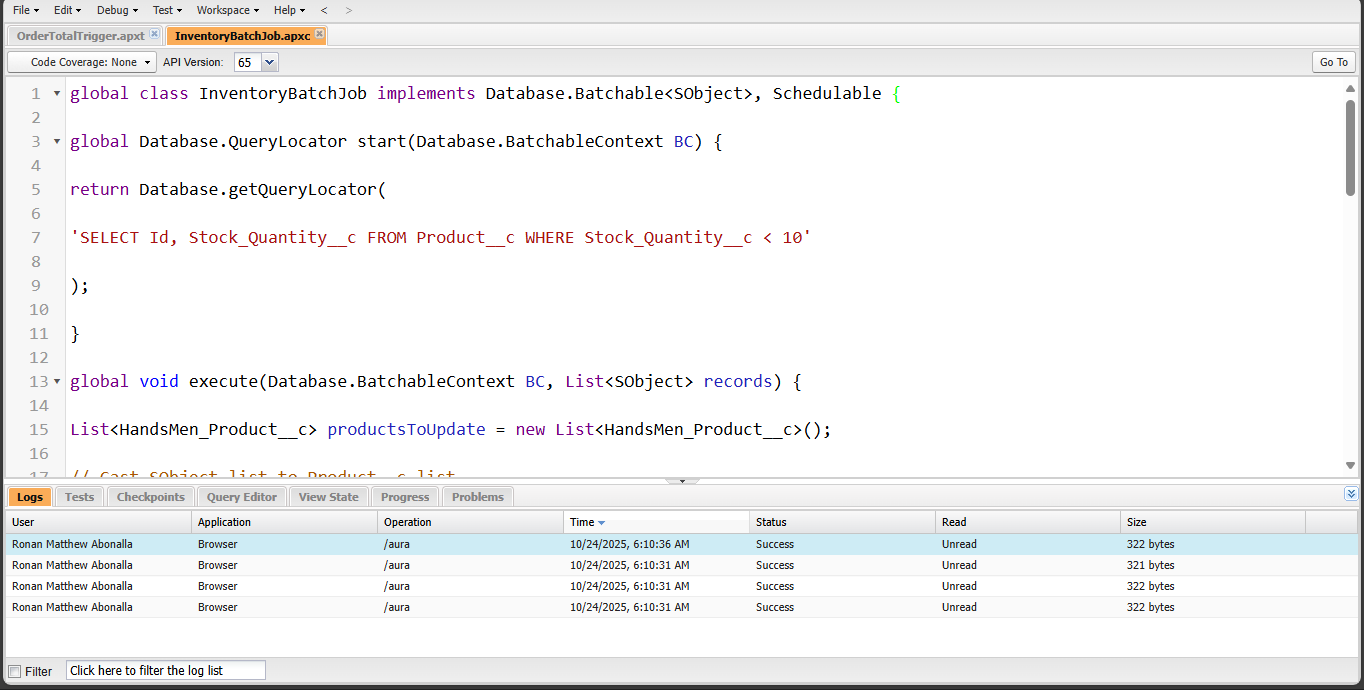 File Edit Debug Test Workspace Help < >
OrderTotalTrigger.apxt InventoryBatchJob.apxc
Code Coverage: None API Version: 65 Go To
1 global class InventoryBatchJob implements Database.Batchable<SObject>, Schedulable {
2
3 global Database.QueryLocator start(Database.BatchableContext BC) {
4
5 return Database.getQueryLocator(
6
7 'SELECT Id, Stock_Quantity__c FROM Product__c WHERE Stock_Quantity__c < 10'
8
9 );
10
11 }
12
13 global void execute(Database.BatchableContext BC, List<SObject> records) {
14
15 List<HandsMen_Product__c> productsToUpdate = new List<HandsMen_Product__c>();
16
17 // Cast SObject list to Product__c list
Logs Tests Checkpoints Query Editor View State Progress Problems
User Application Operation Time Status Read Size
Ronan Matthew Abonalla Browser /aura 10/24/2025, 6:10:36 AM Success Unread 322 bytes
Ronan Matthew Abonalla Browser /aura 10/24/2025, 6:10:31 AM Success Unread 321 bytes
Ronan Matthew Abonalla Browser /aura 10/24/2025, 6:10:31 AM Success Unread 322 bytes
Ronan Matthew Abonalla Browser /aura 10/24/2025, 6:10:31 AM Success Unread 322 bytes
Filter Click here to filter the log list